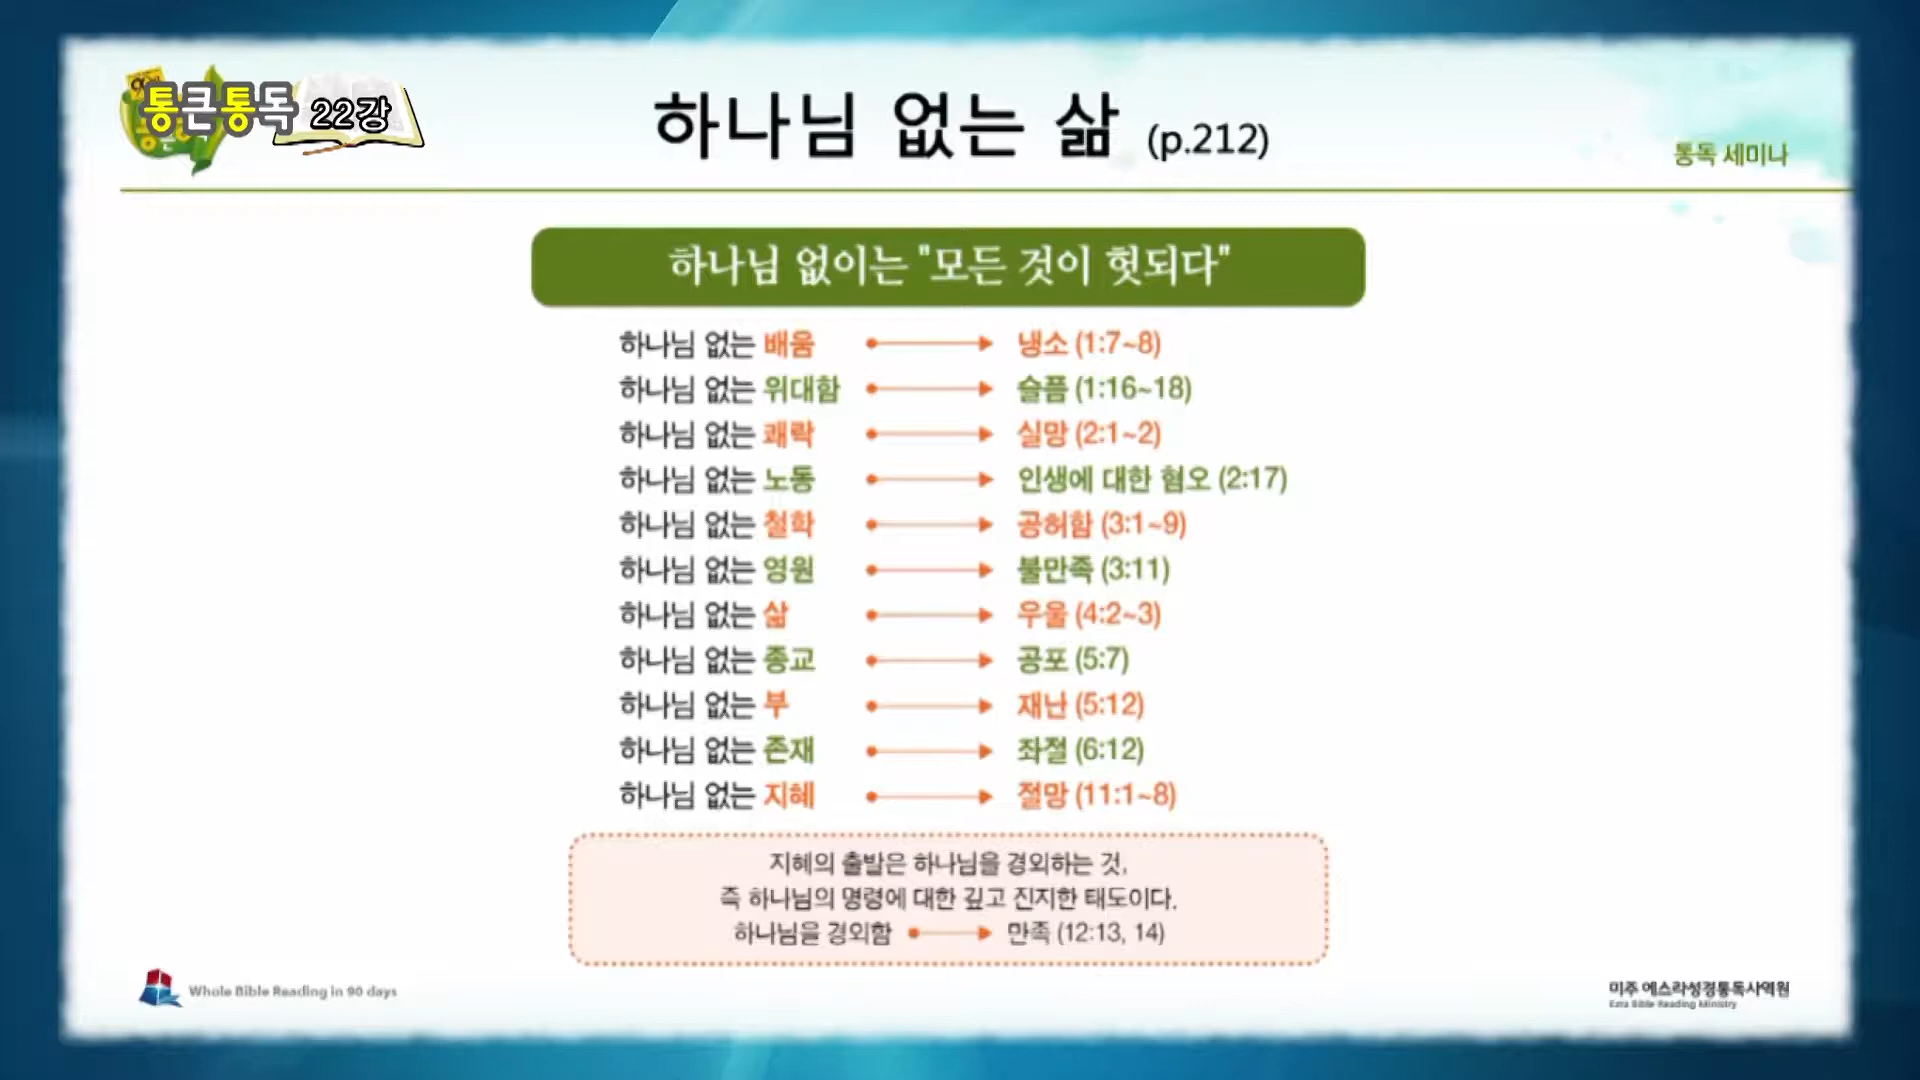 통큰통독 22강
하나님 없는 삶 (p.212)
통독 세미나
하나님 없이는 "모든 것이 헛되다"
하나님 없는 배움 냉소 (1:7~8)
하나님 없는 위대함 슬픔 (1:16~18)
하나님 없는 쾌락 실망 (2:1~2)
하나님 없는 노동 인생에 대한 혐오 (2:17)
하나님 없는 철학 공허함 (3:1~9)
하나님 없는 영원 불만족 (3:11)
하나님 없는 삶 우울 (4:2~3)
하나님 없는 종교 공포 (5:7)
하나님 없는 부 재난 (5:12)
하나님 없는 존재 좌절 (6:12)
하나님 없는 지혜 절망 (11:1~8)
지혜의 출발은 하나님을 경외하는 것,
즉 하나님의 명령에 대한 깊고 진지한 태도이다.
하나님을 경외함 만족 (12:13, 14)
Whole Bible Reading in 90 days
미주 에스라성경통독사역원
Ezra Bible Reading Ministry